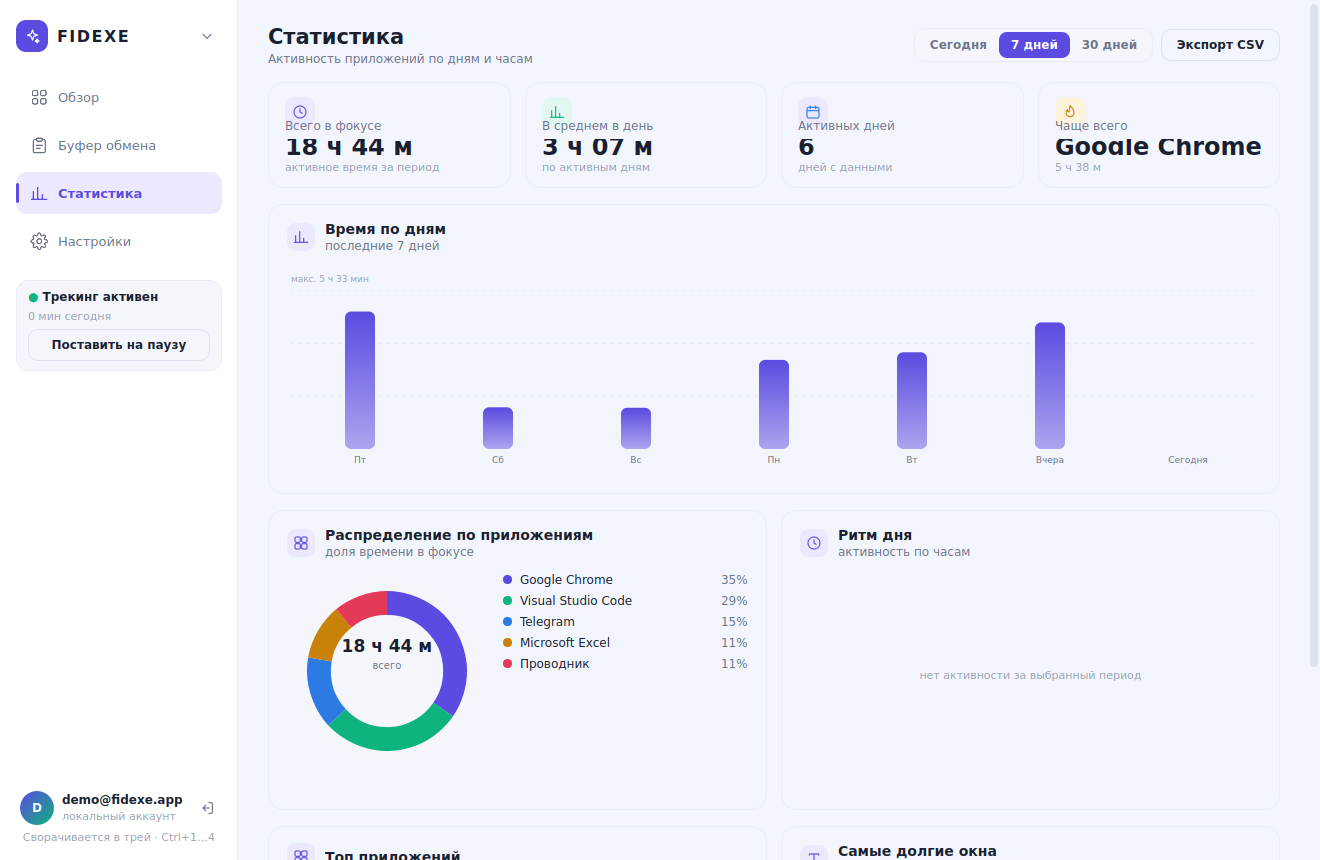 FIDEXE
Обзор
Буфер обмена
Статистика
Настройки
Трекинг активен
0 мин сегодня
Поставить на паузу
D
demo@fidexe.app
локальный аккаунт
Сворачивается в трей · Ctrl+1...4
Статистика
Активность приложений по дням и часам
Сегодня 7 дней 30 дней Экспорт CSV
Всего в фокусе
18 ч 44 м
активное время за период
В среднем в день
3 ч 07 м
по активным дням
Активных дней
6
дней с данными
Чаще всего
Google Chrome
5 ч 38 м
Время по дням
последние 7 дней
макс. 5 ч 33 мин
Пт Сб Вс Пн Вт Вчера Сегодня
Распределение по приложениям
доля времени в фокусе
18 ч 44 м
всего
Google Chrome 35%
Visual Studio Code 29%
Telegram 15%
Microsoft Excel 11%
Проводник 11%
Ритм дня
активность по часам
нет активности за выбранный период
Топ приложений
Самые долгие окна